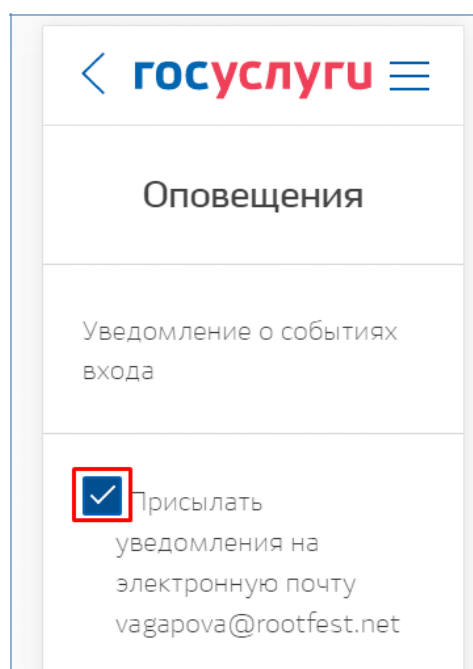 госуслуги
Оповещения
Уведомление о событиях
входа
Присылать
уведомления на
электронную почту
vagapova@rootfest.net